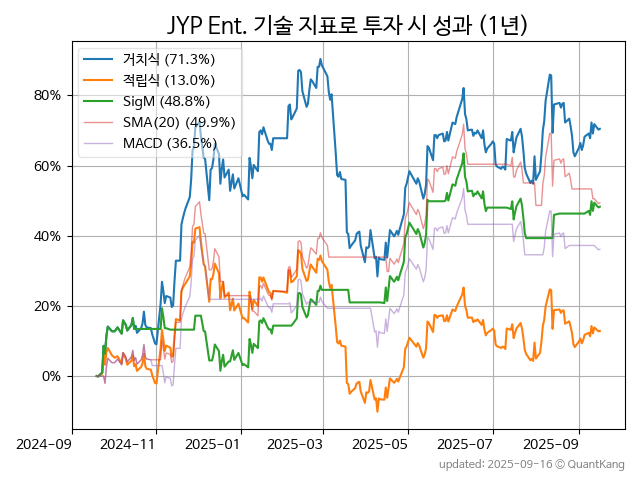 JYP Ent. 기술 지표로 투자 시 성과 (1년)
거치식 (71.3%)
적립식 (13.0%)
SigM (48.8%)
SMA(20) (49.9%)
MACD (36.5%)
80%
60%
40%
20%
0%
2024-09 2024-11 2025-01 2025-03 2025-05 2025-07 2025-09
updated: 2025-09-16 © QuantKang